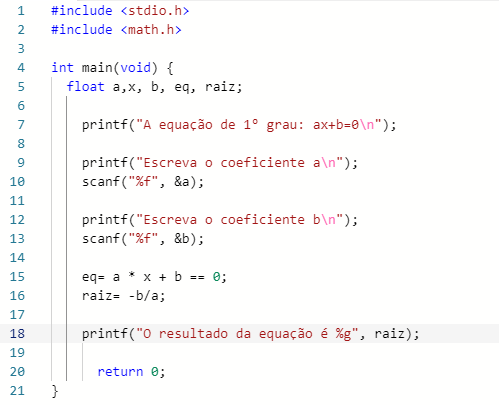 1 #include <stdio.h>
2 #include <math.h>
3
4 int main(void) {
5 float a,x, b, eq, raiz;
6
7 printf("A equação de 1º grau: ax+b=0\n");
8
9 printf("Escreva o coeficiente a\n");
10 scanf("%f", &a);
11
12 printf("Escreva o coeficiente b\n");
13 scanf("%f", &b);
14
15 eq= a * x + b == 0;
16 raiz= -b/a;
17
18 printf("O resultado da equação é %g", raiz);
19
20 return 0;
21 }